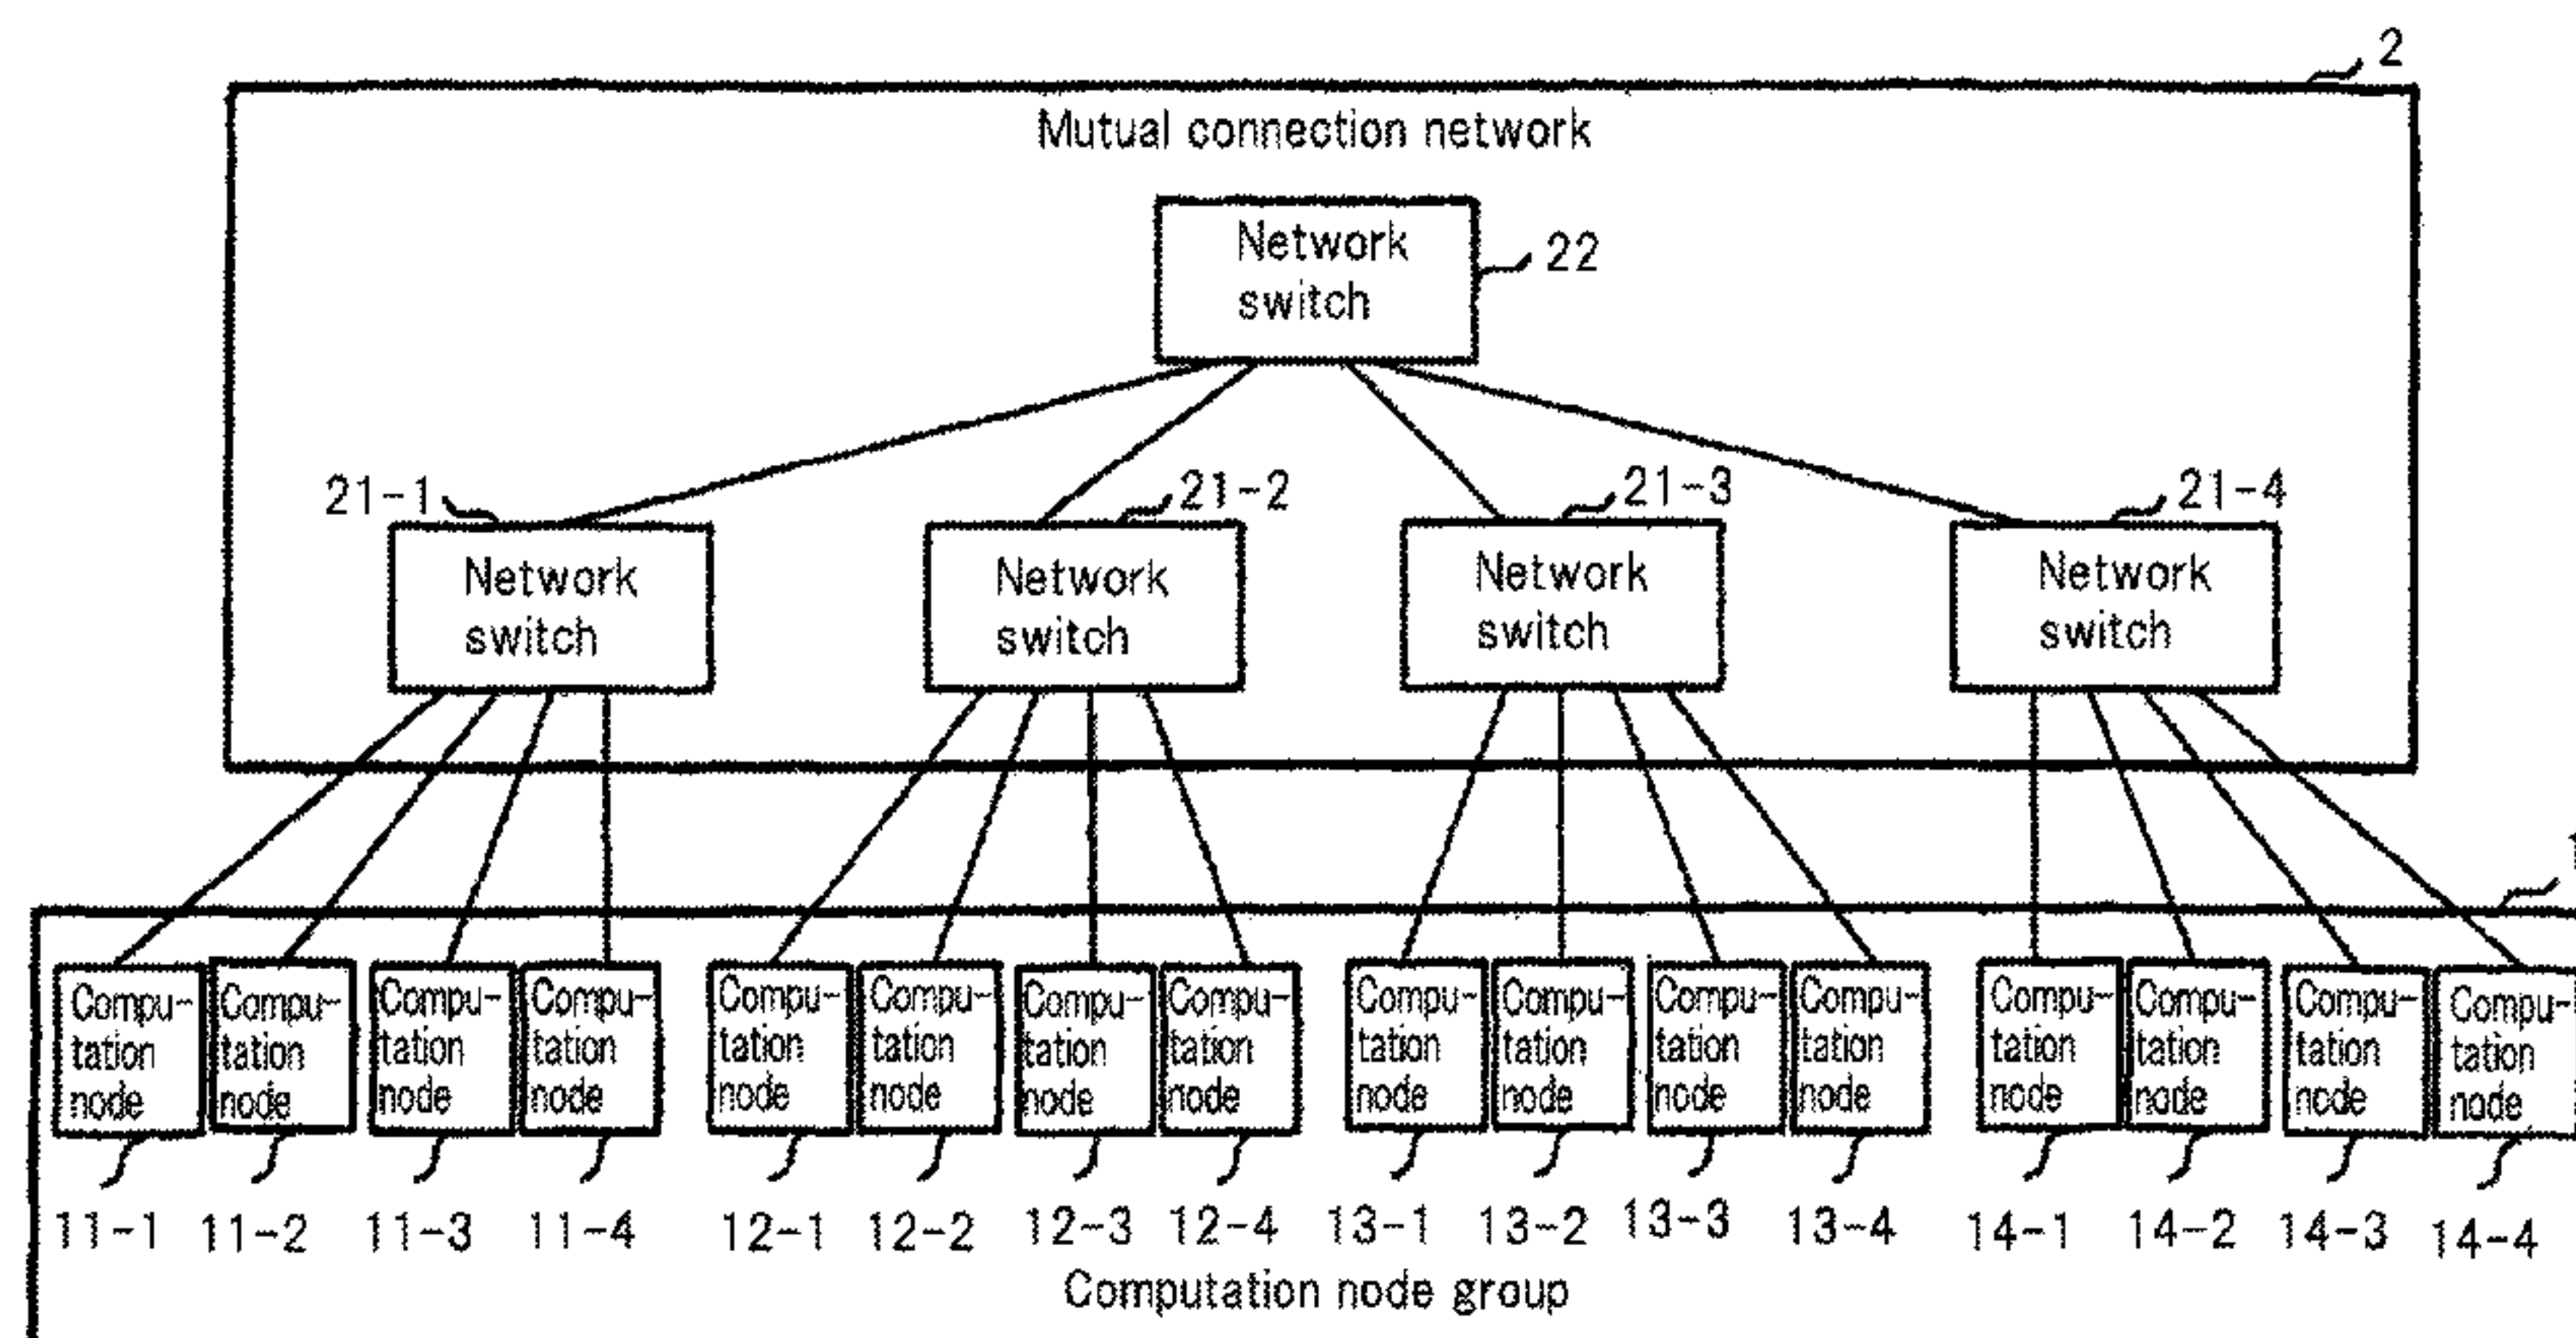 2
Mutual connection network
Network
switch
22
21-1
21-2
21-3
21-4
Network
switch
Network
switch
Network
switch
Network
switch
1
Compu-
tation
node
Compu-
tation
node
Compu-
tation
node
Compu-
tation
node
Compu-
tation
node
Compu-
tation
node
Compu-
tation
node
Compu-
tation
node
Compu-
tation
node
Compu-
tation
node
Compu-
tation
node
Compu-
tation
node
Compu-
tation
node
Compu-
tation
node
Compu-
tation
node
Compu-
tation
node
11-1
11-2
11-3
11-4
12-1
12-2
12-3
12-4
13-1
13-2
13-3
13-4
14-1
14-2
14-3
14-4
Computation node group